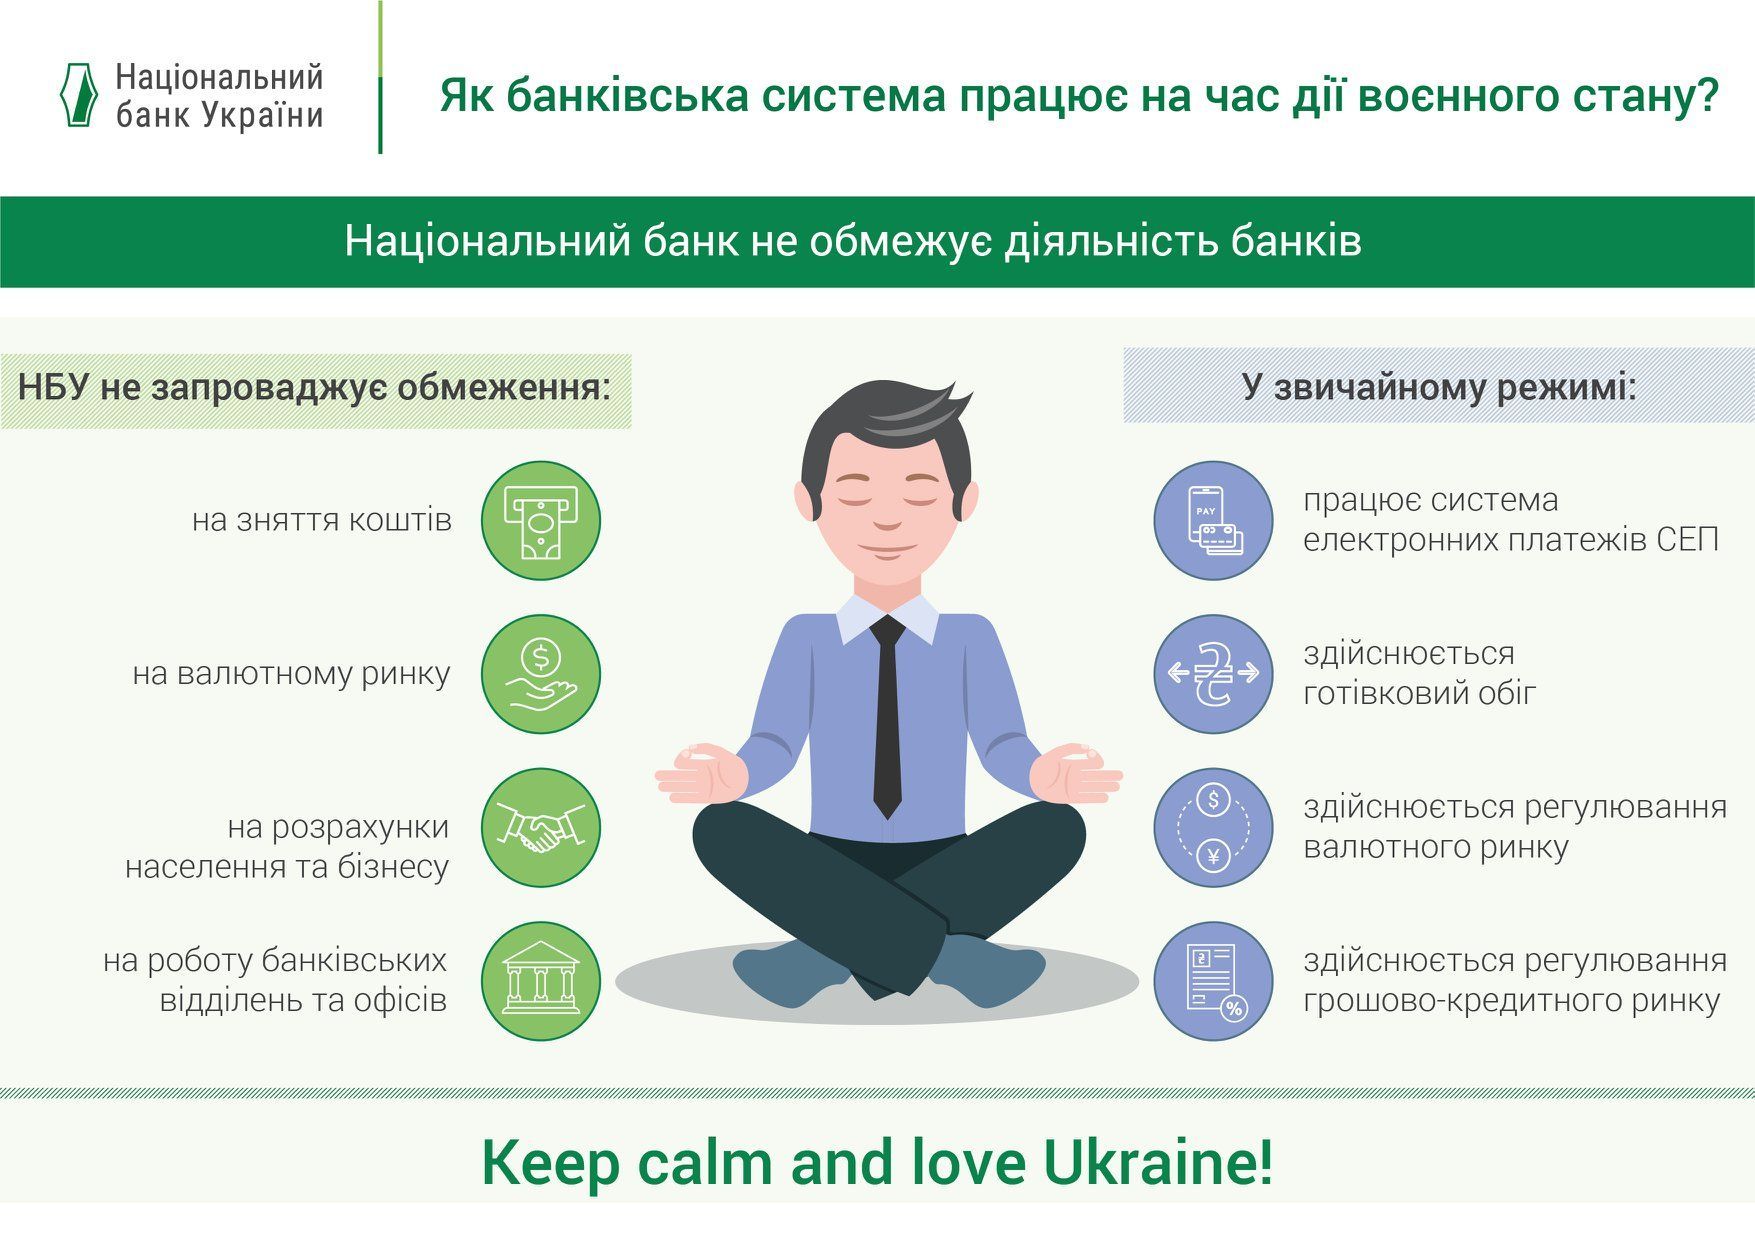 Національний
банк України
Як банківська система працює на час дії воєнного стану?
Національний банк не обмежує діяльність банків
НБУ не запроваджує обмеження:
на зняття коштів
на валютному ринку
на розрахунки
населення та бізнесу
на роботу банківських
відділень та офісів
У звичайному режимі:
PAY
працює система
електронних платежів СЕП
здійснюється
готівковий обіг
здійснюється регулювання
валютного ринку
здійснюється регулювання
грошово-кредитного ринку
Keep calm and love Ukraine!